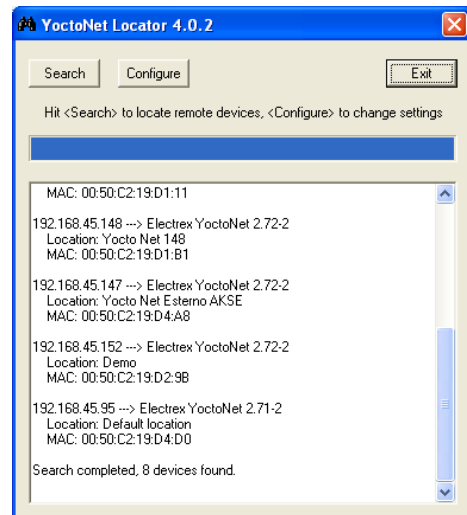 YoctoNet Locator 4.0.2
Search Configure Exit
Hit <Search> to locate remote devices, <Configure> to change settings
MAC: 00:50:C2:19:D1:11
192.168.45.148 ---> Electrex YoctoNet 2.72-2
Location: Yocto Net 148
MAC: 00:50:C2:19:D1:B1
192.168.45.147 ---> Electrex YoctoNet 2.72-2
Location: Yocto Net Esterno AKSE
MAC: 00:50:C2:19:D4:A8
192.168.45.152 ---> Electrex YoctoNet 2.72-2
Location: Demo
MAC: 00:50:C2:19:D2:9B
192.168.45.95 ---> Electrex YoctoNet 2.71-2
Location: Default location
MAC: 00:50:C2:19:D4:D0
Search completed, 8 devices found.